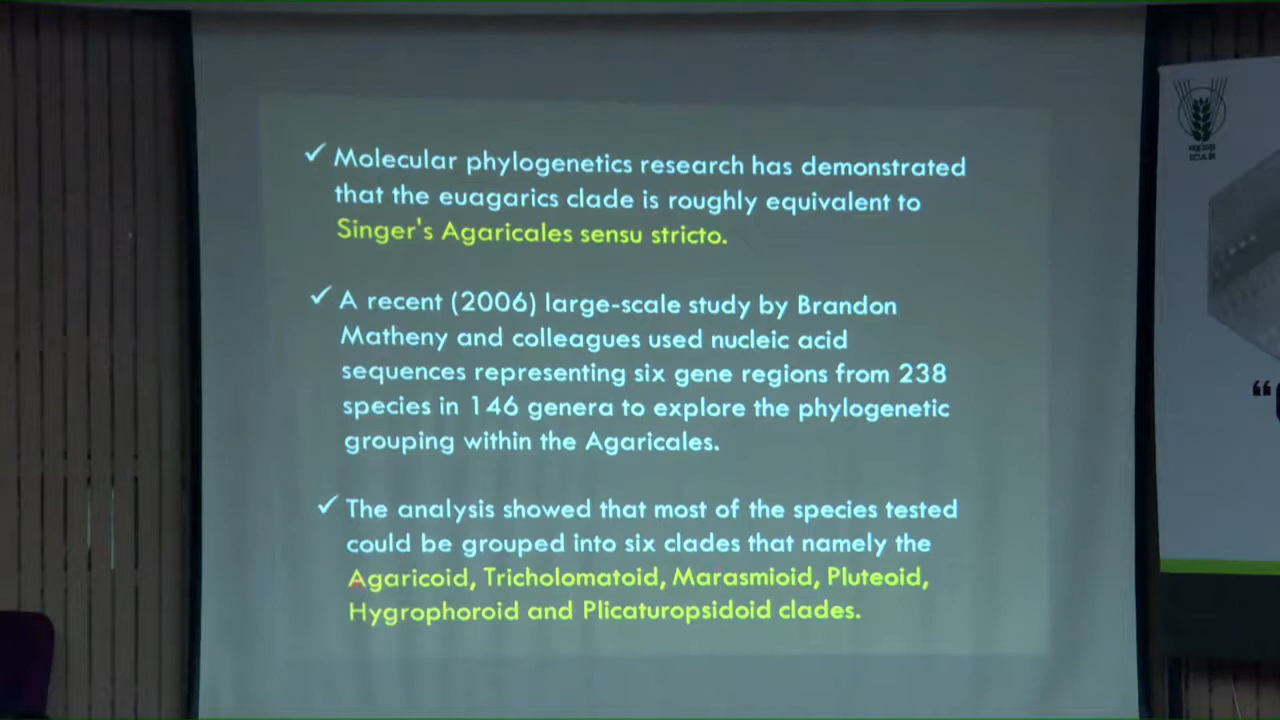 ✓ Molecular phylogenetics research has demonstrated
that the euagarics clade is roughly equivalent to
Singer's Agaricales sensu stricto.
✓ A recent (2006) large-scale study by Brandon
Matheny and colleagues used nucleic acid
sequences representing six gene regions from 238
species in 146 genera to explore the phylogenetic
grouping within the Agaricales.
✓ The analysis showed that most of the species tested
could be grouped into six clades that namely the
Agaricoid, Tricholomatoid, Marasmioid, Pluteoid,
Hygrophoroid and Plicaturopsidoid clades.
ICAR
“